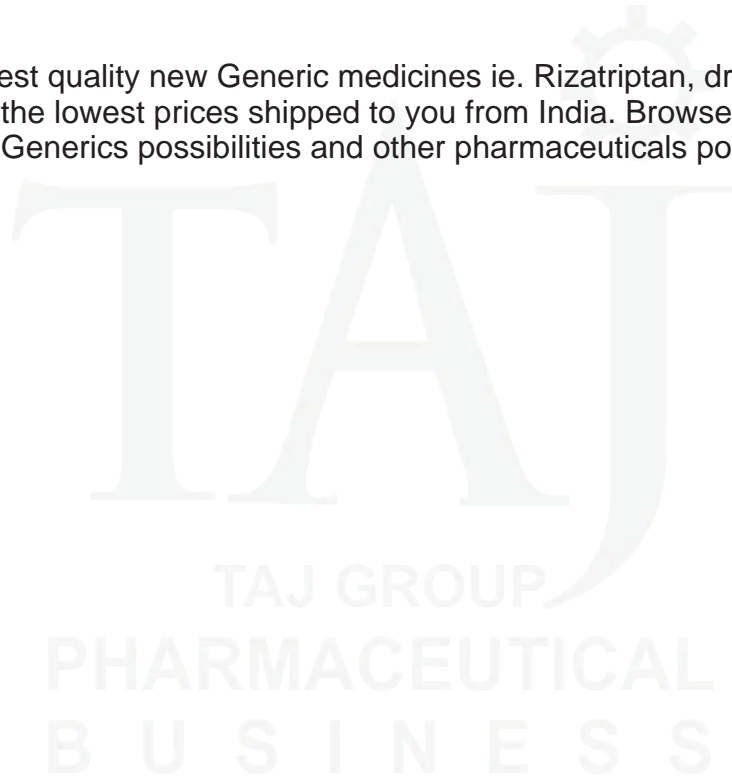 est quality new Generic medicines ie. Rizatriptan, dr
the lowest prices shipped to you from India. Browse
Generics possibilities and other pharmaceuticals po
TAJ
TAJ GROUP
PHARMACEUTICAL
BUSINESS